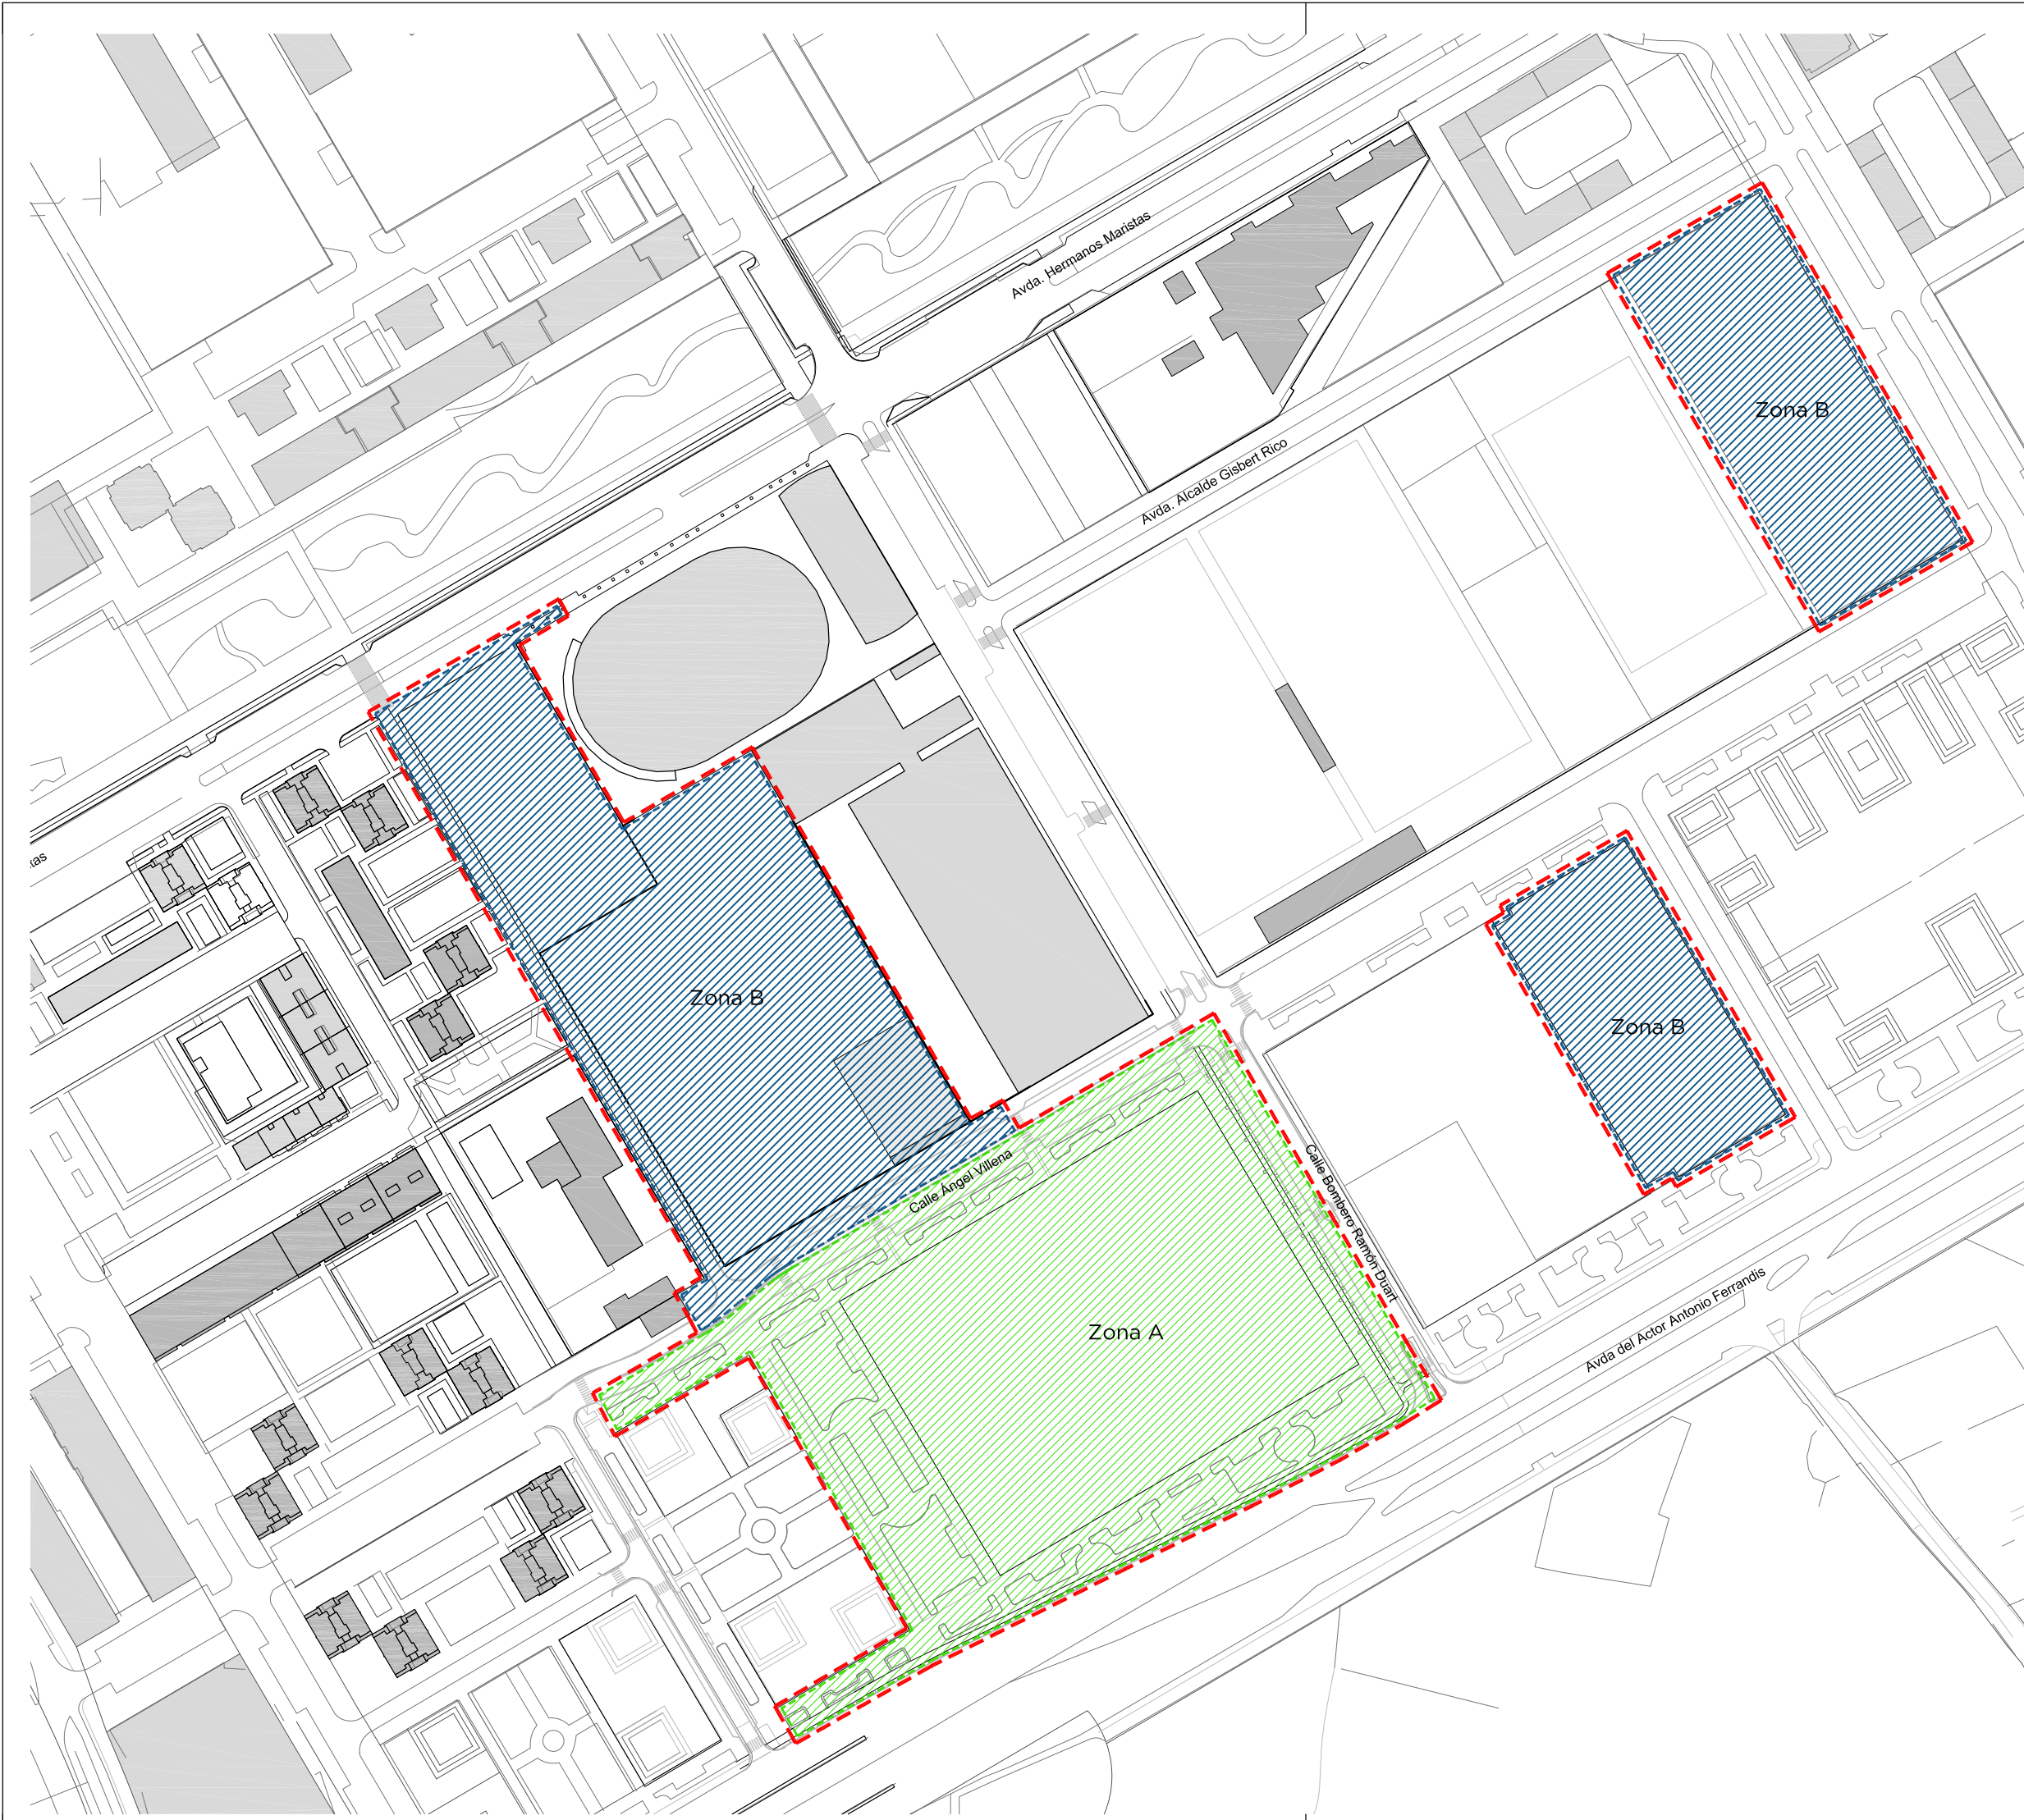 Avda. Hermanos Maristas
Avda. Alcalde Gisbert Rico
Zona B
Zona B
Zona B
Calle Ángel Villena
Calle Bombero Ramón Duart
Zona A
Avda del Actor Antonio Ferrandis